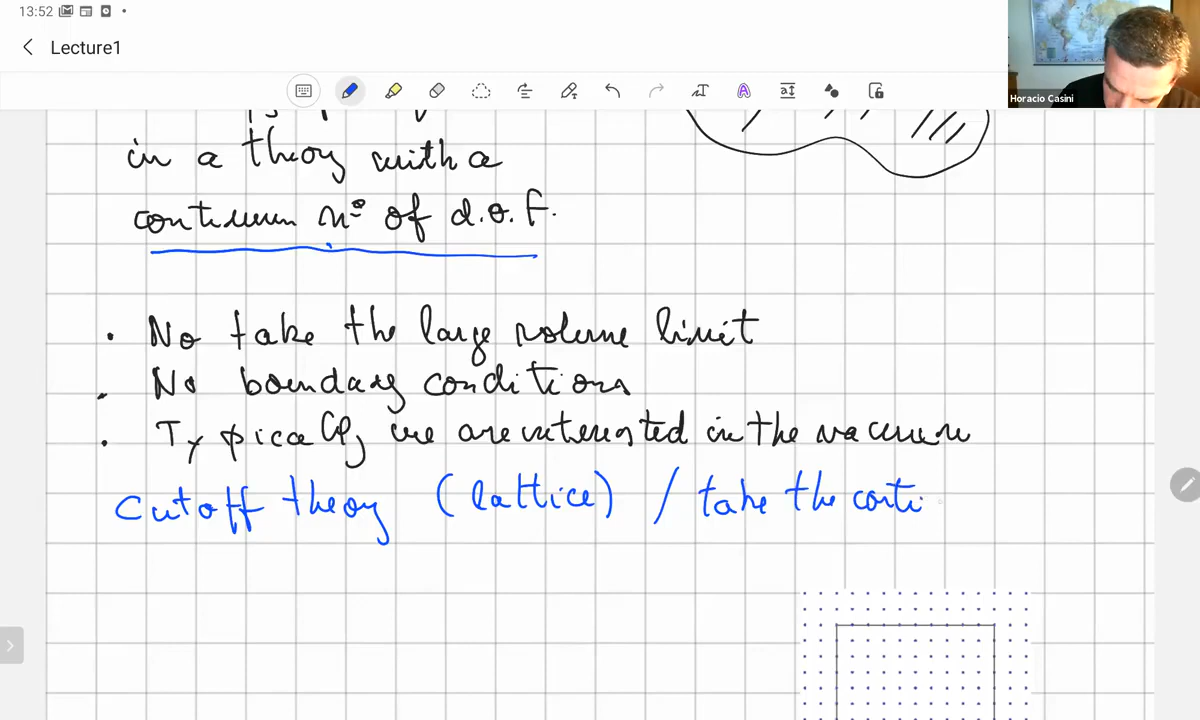 13:52
Lecture1
Horacio Casini
in a theory with a
continuum nº of d.o.f.
. No take the large volume limit
. No boundary conditions
. Typically we are interested in the vacuum
Cutoff theory (lattice) / take the conti